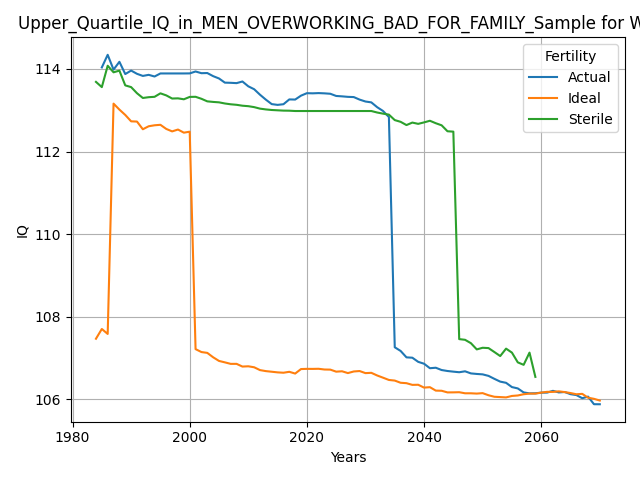 Upper_Quartile_IQ_in_MEN_OVERWORKING_BAD_FOR_FAMILY_Sample for W
Fertility
Actual
Ideal
Sterile
114
112
110
108
106
IQ
1980
2000
2020
2040
2060
Years